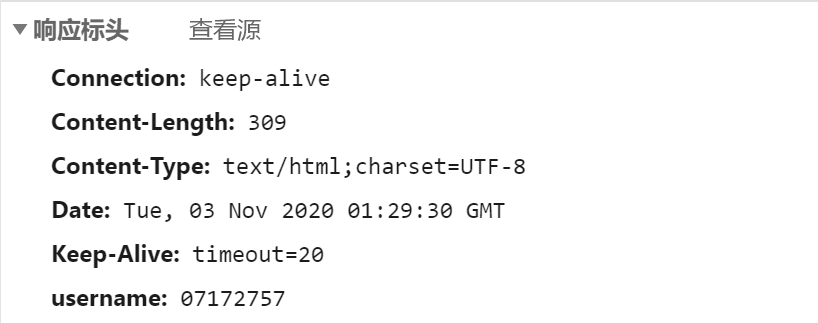 响应标头 查看源
Connection: keep-alive
Content-Length: 309
Content-Type: text/html;charset=UTF-8
Date: Tue, 03 Nov 2020 01:29:30 GMT
Keep-Alive: timeout=20
username: 07172757